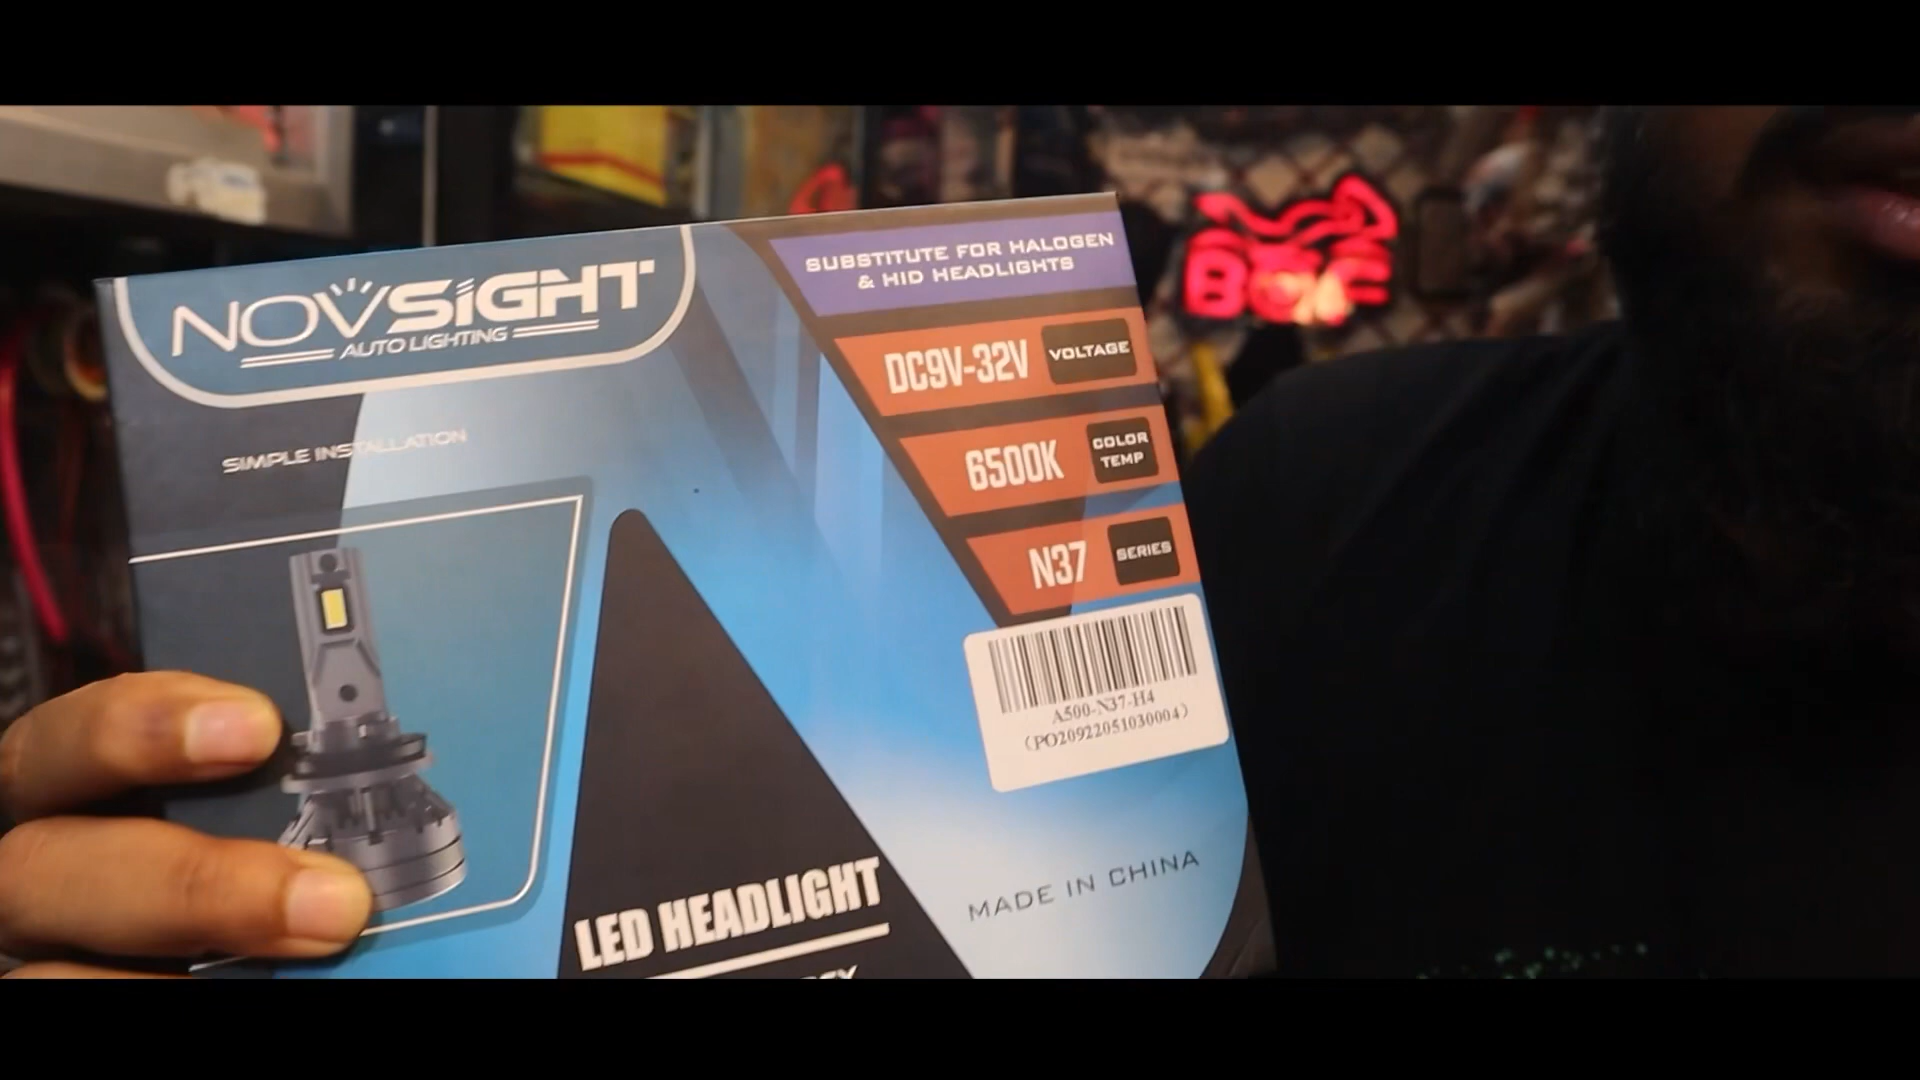 NOVSIGHT
AUTO LIGHTING
SIMPLE INSTALLATION
SUBSTITUTE FOR HALOGEN
& HID HEADLIGHTS
DC9V-32V VOLTAGE
6500K COLOR TEMP
N37 SERIES
A500-N37-H4
(PO20922051030004)
MADE IN CHINA
LED HEADLIGHT